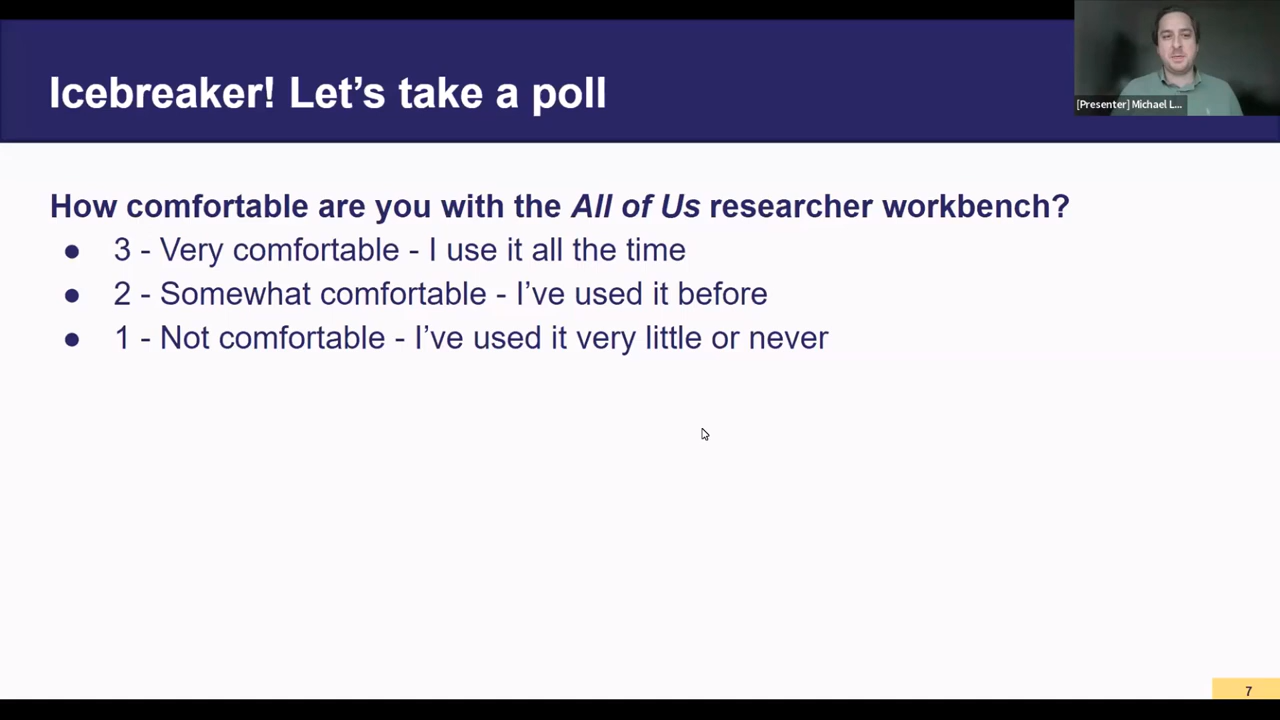 Icebreaker! Let’s take a poll
[Presenter] Michael L...
How comfortable are you with the All of Us researcher workbench?
● 3 - Very comfortable - I use it all the time
● 2 - Somewhat comfortable - I’ve used it before
● 1 - Not comfortable - I’ve used it very little or never
7